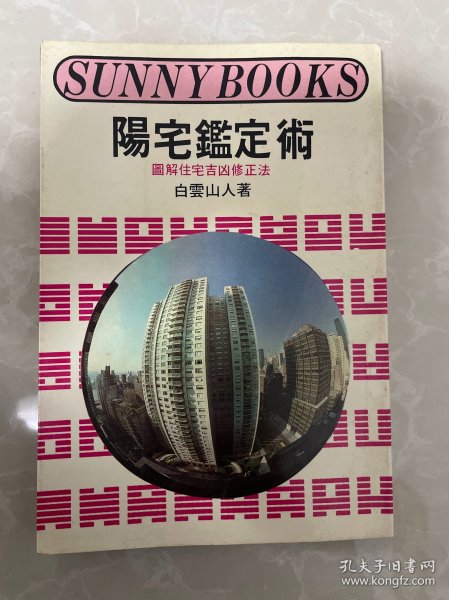 SUNNY BOOKS
陽宅鑑定術
圖解住宅吉凶修正法
白雲山人著
孔夫子旧书网
www.kongfz.com